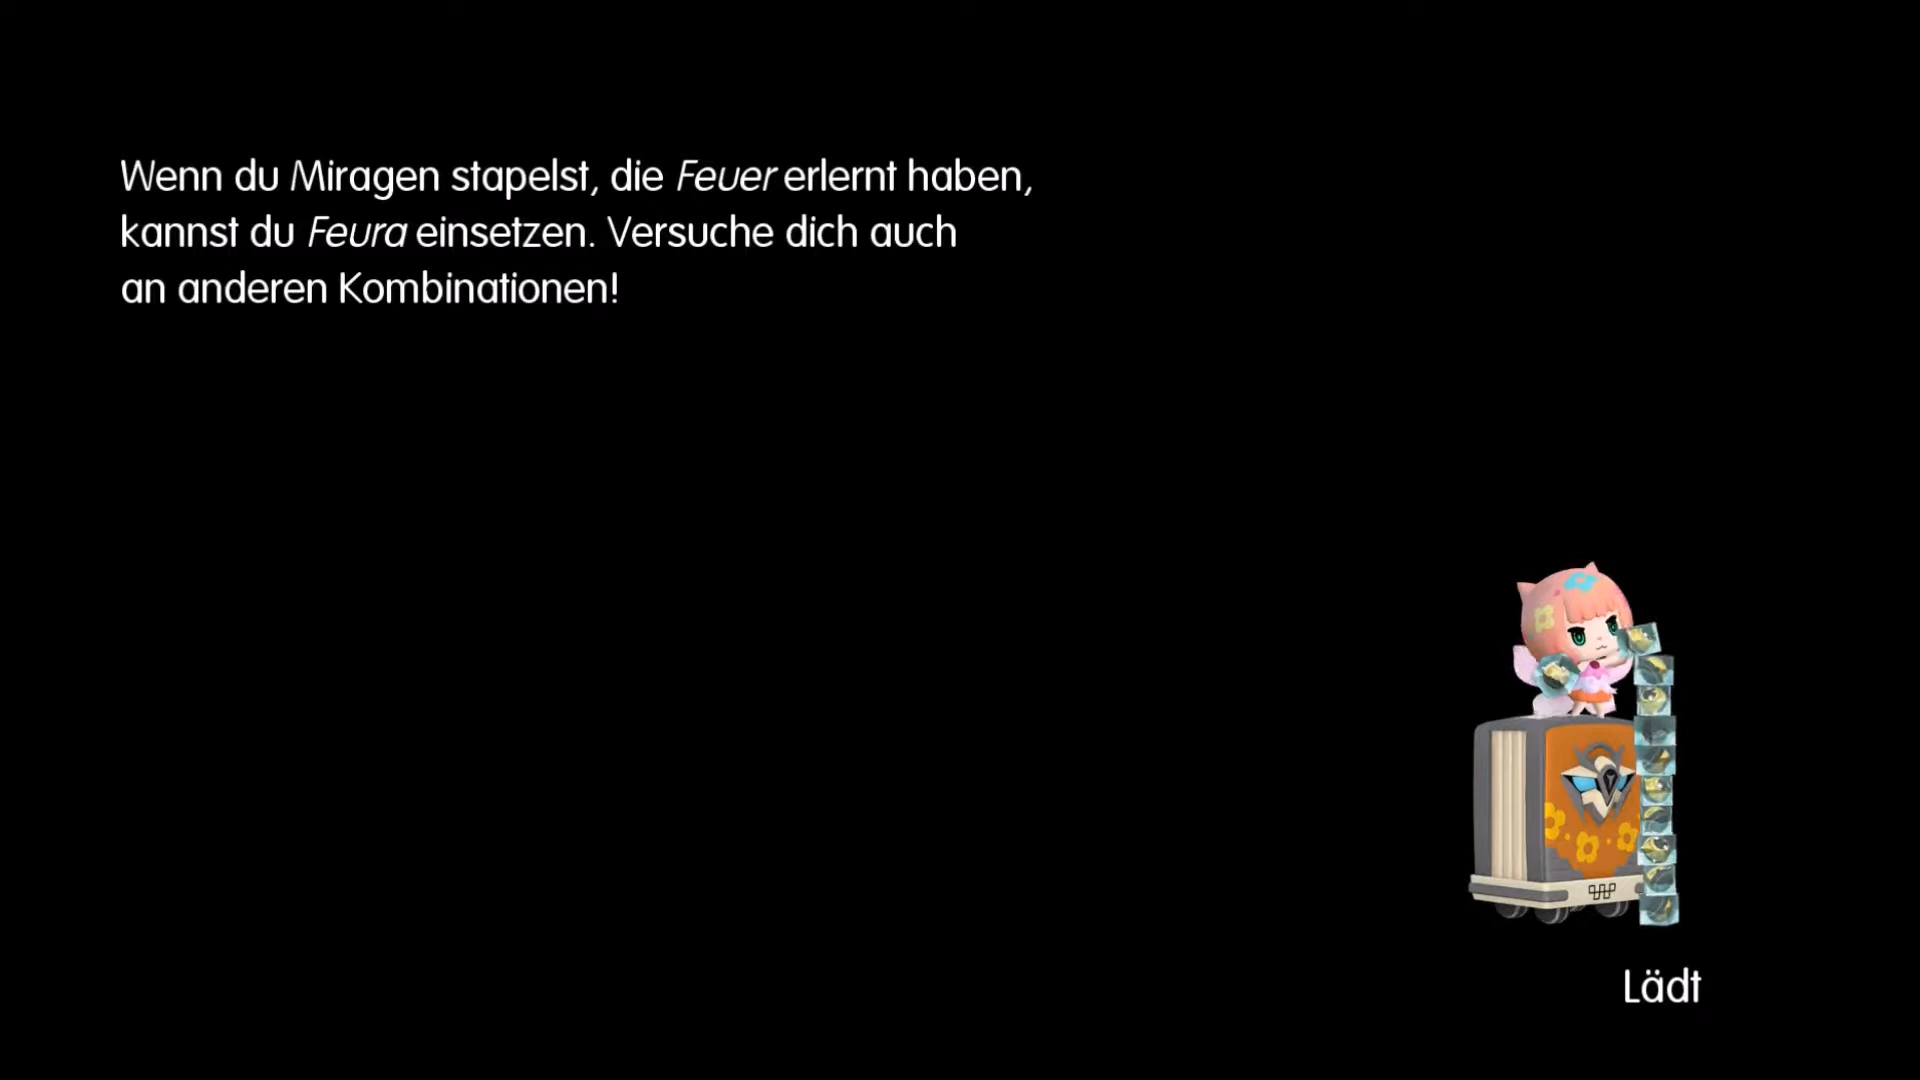 Wenn du Miragen stapelst, die Feuer erlernt haben,
kannst du Feura einsetzen. Versuche dich auch
an anderen Kombinationen!
Lädt